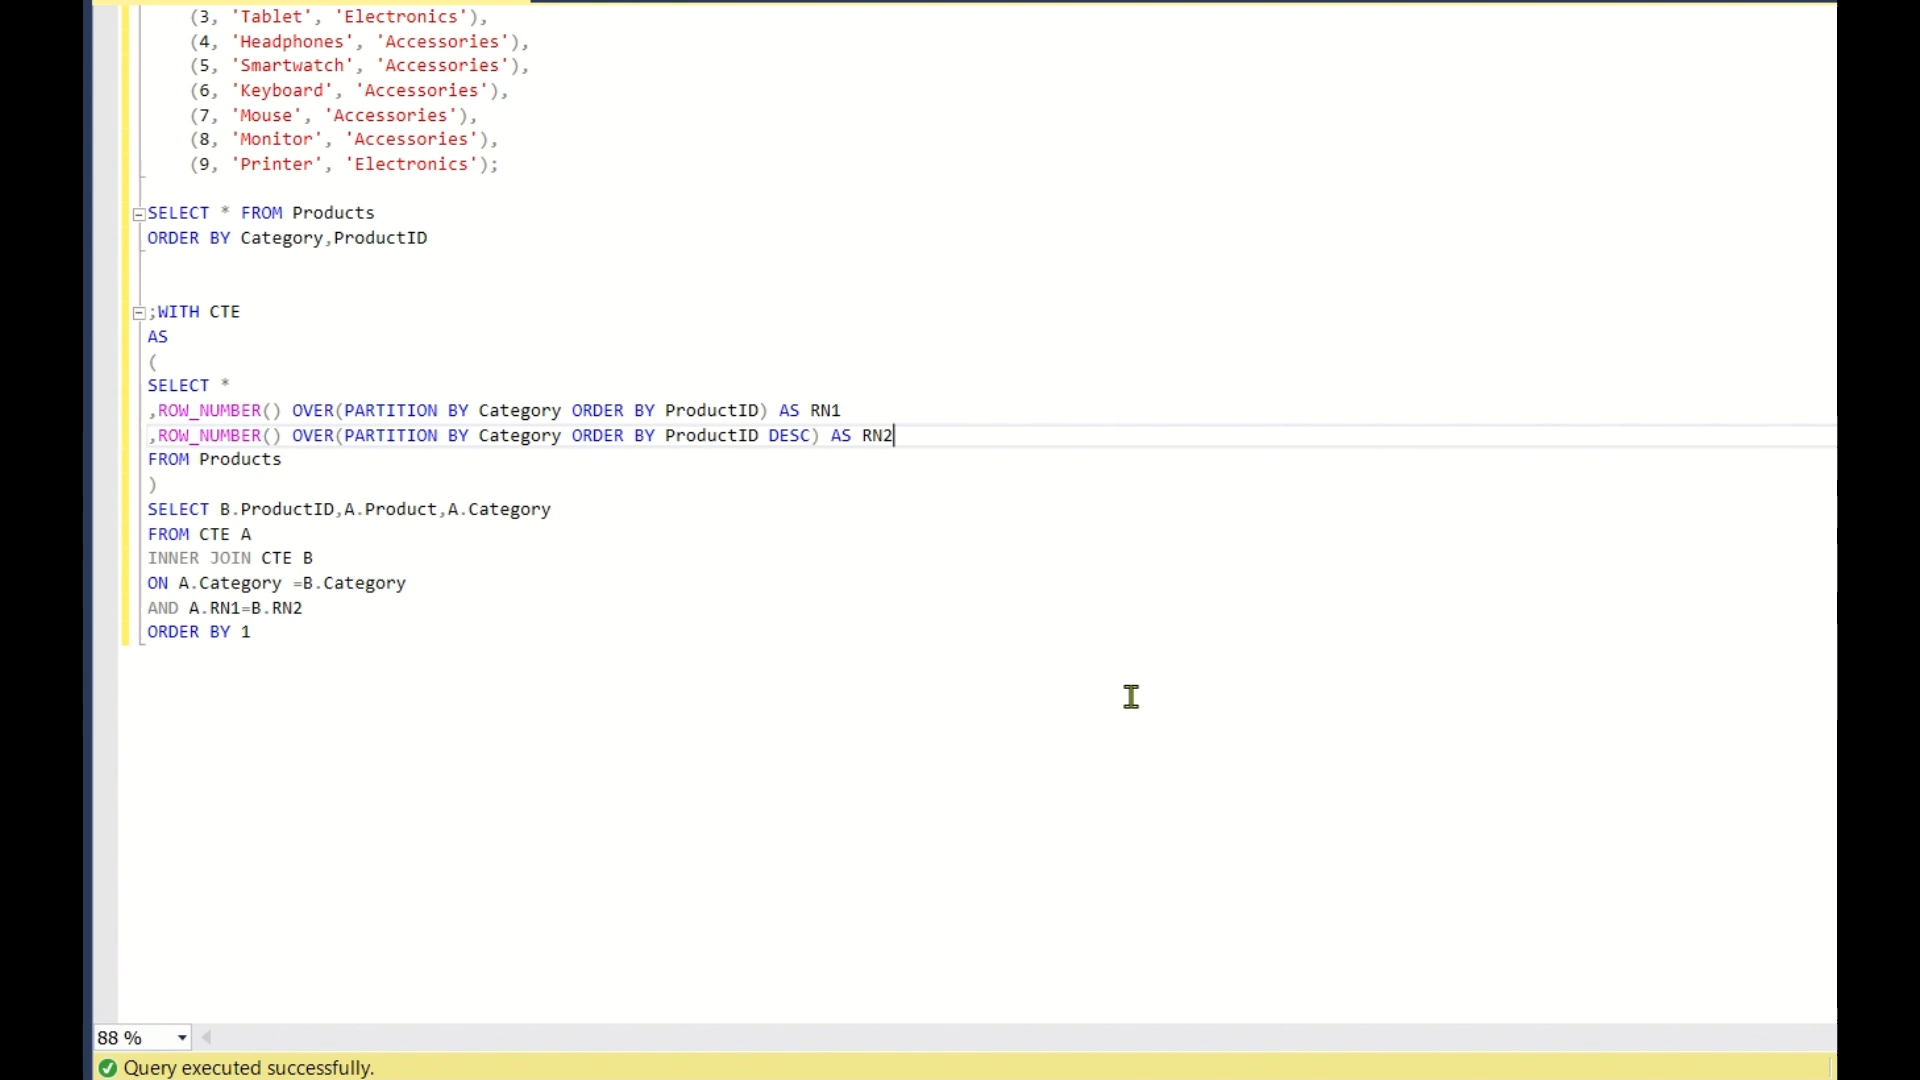 (3, 'Tablet', 'Electronics'),
(4, 'Headphones', 'Accessories'),
(5, 'Smartwatch', 'Accessories'),
(6, 'Keyboard', 'Accessories'),
(7, 'Mouse', 'Accessories'),
(8, 'Monitor', 'Accessories'),
(9, 'Printer', 'Electronics');
SELECT * FROM Products
ORDER BY Category,ProductID
;WITH CTE
AS
(
SELECT *
,ROW_NUMBER() OVER(PARTITION BY Category ORDER BY ProductID) AS RN1
,ROW_NUMBER() OVER(PARTITION BY Category ORDER BY ProductID DESC) AS RN2
FROM Products
)
SELECT B.ProductID,A.Product,A.Category
FROM CTE A
INNER JOIN CTE B
ON A.Category =B.Category
AND A.RN1=B.RN2
ORDER BY 1
88 %
Query executed successfully.